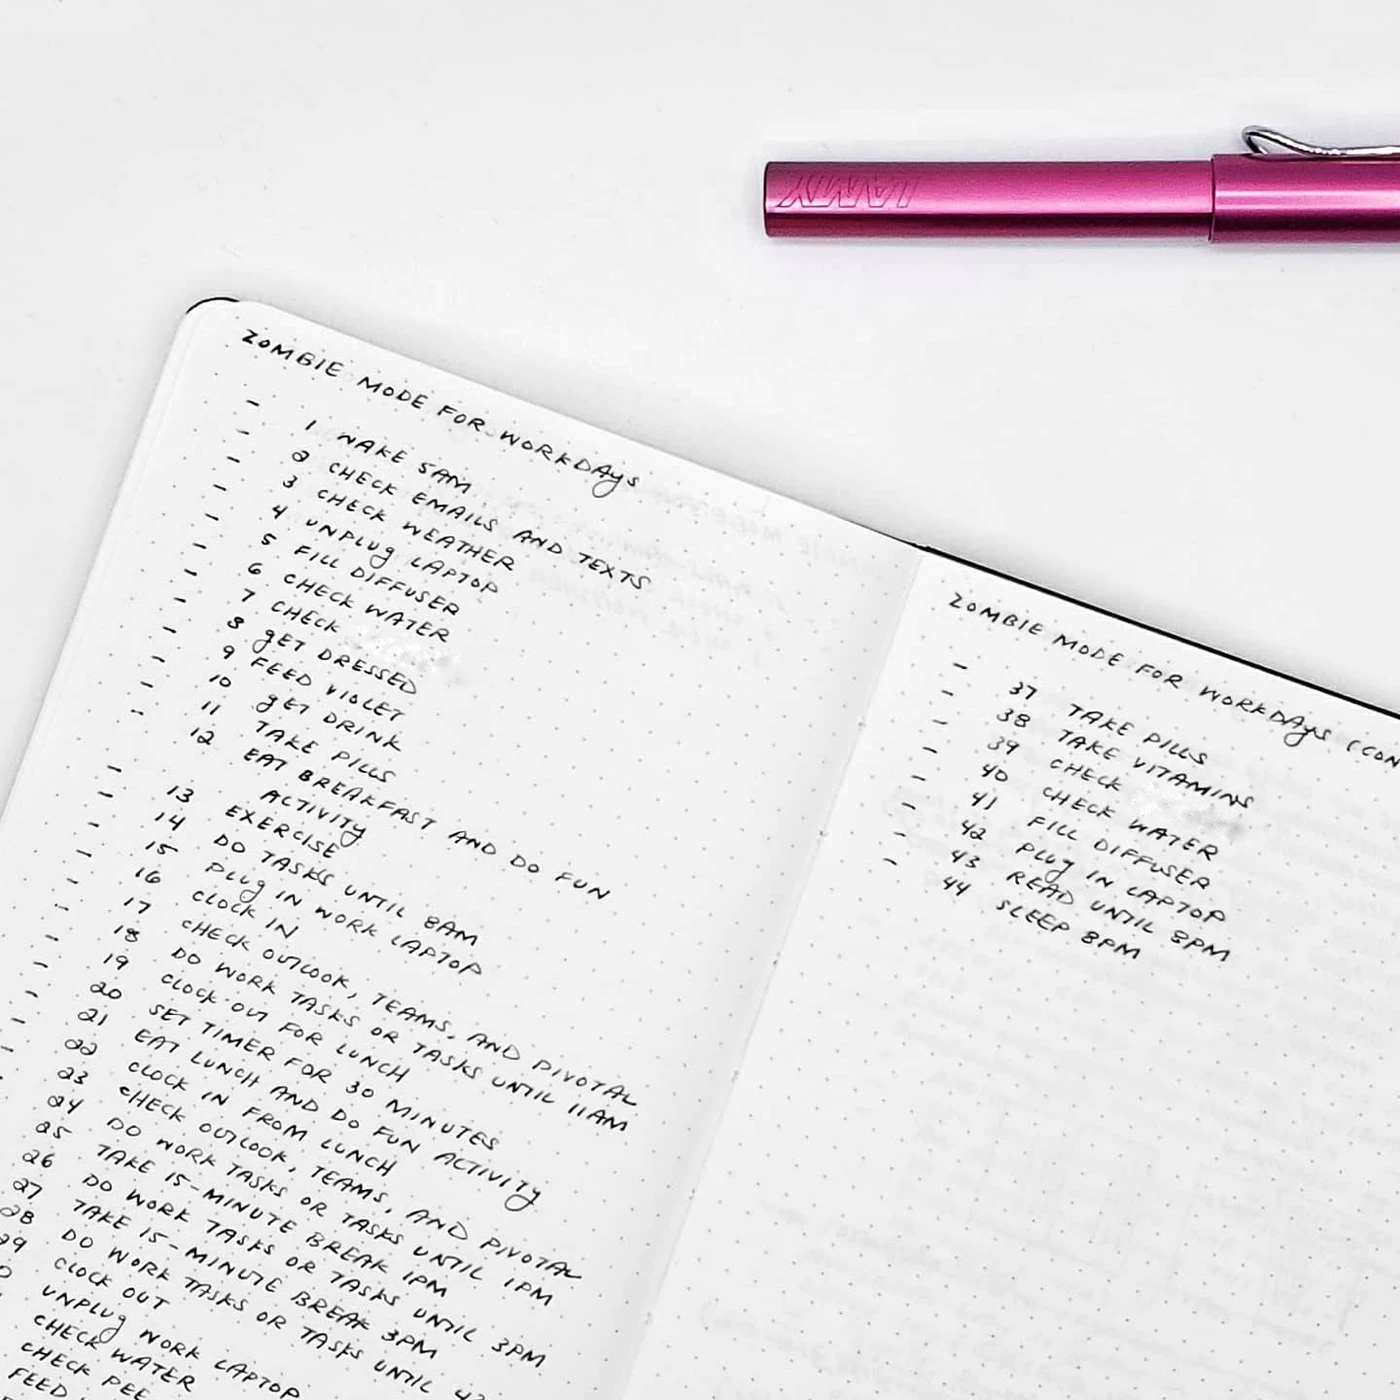 LAMY
ZOMBIE MODE FOR WORKDAYS
- 1 WAKE 5AM
- 2 CHECK EMAILS AND TEXTS
- 3 CHECK WEATHER
- 4 UNPLUG LAPTOP
- 5 FILL DIFFUSER
- 6 CHECK WATER
- 7 CHECK
- 8 GET DRESSED
- 9 FEED VIOLET
- 10 GET DRINK
- 11 TAKE PILLS
- 12 EAT BREAKFAST AND DO FUN
ACTIVITY
- 13 EXERCISE
- 14 DO TASKS UNTIL 8AM
- 15 PLUG IN WORK LAPTOP
- 16 CLOCK IN
- 17 CHECK OUTLOOK, TEAMS, AND PIVOTAL
- 18 DO WORK TASKS OR TASKS UNTIL 11AM
- 19 CLOCK OUT FOR LUNCH
- 20 SET TIMER FOR 30 MINUTES
- 21 EAT LUNCH AND DO FUN ACTIVITY
- 22 CLOCK IN FROM LUNCH
- 23 CHECK OUTLOOK, TEAMS, AND PIVOTAL
24 DO WORK TASKS OR TASKS UNTIL 1PM
25 TAKE 15-MINUTE BREAK 1PM
26 DO WORK TASKS OR TASKS UNTIL 3PM
27 TAKE 15-MINUTE BREAK 3PM
28 DO WORK TASKS OR TASKS UNTIL
29 CLOCK OUT
UNPLUG WORK LAPTOP
CHECK WATER
CHECK PEE
FEED
ZOMBIE MODE FOR WORKDAYS (CON
- 37 TAKE PILLS
- 38 TAKE VITAMINS
- 39 CHECK
- 40 CHECK WATER
- 41 FILL DIFFUSER
- 42 PLUG IN LAPTOP
- 43 READ UNTIL 8PM
- 44 SLEEP 8PM